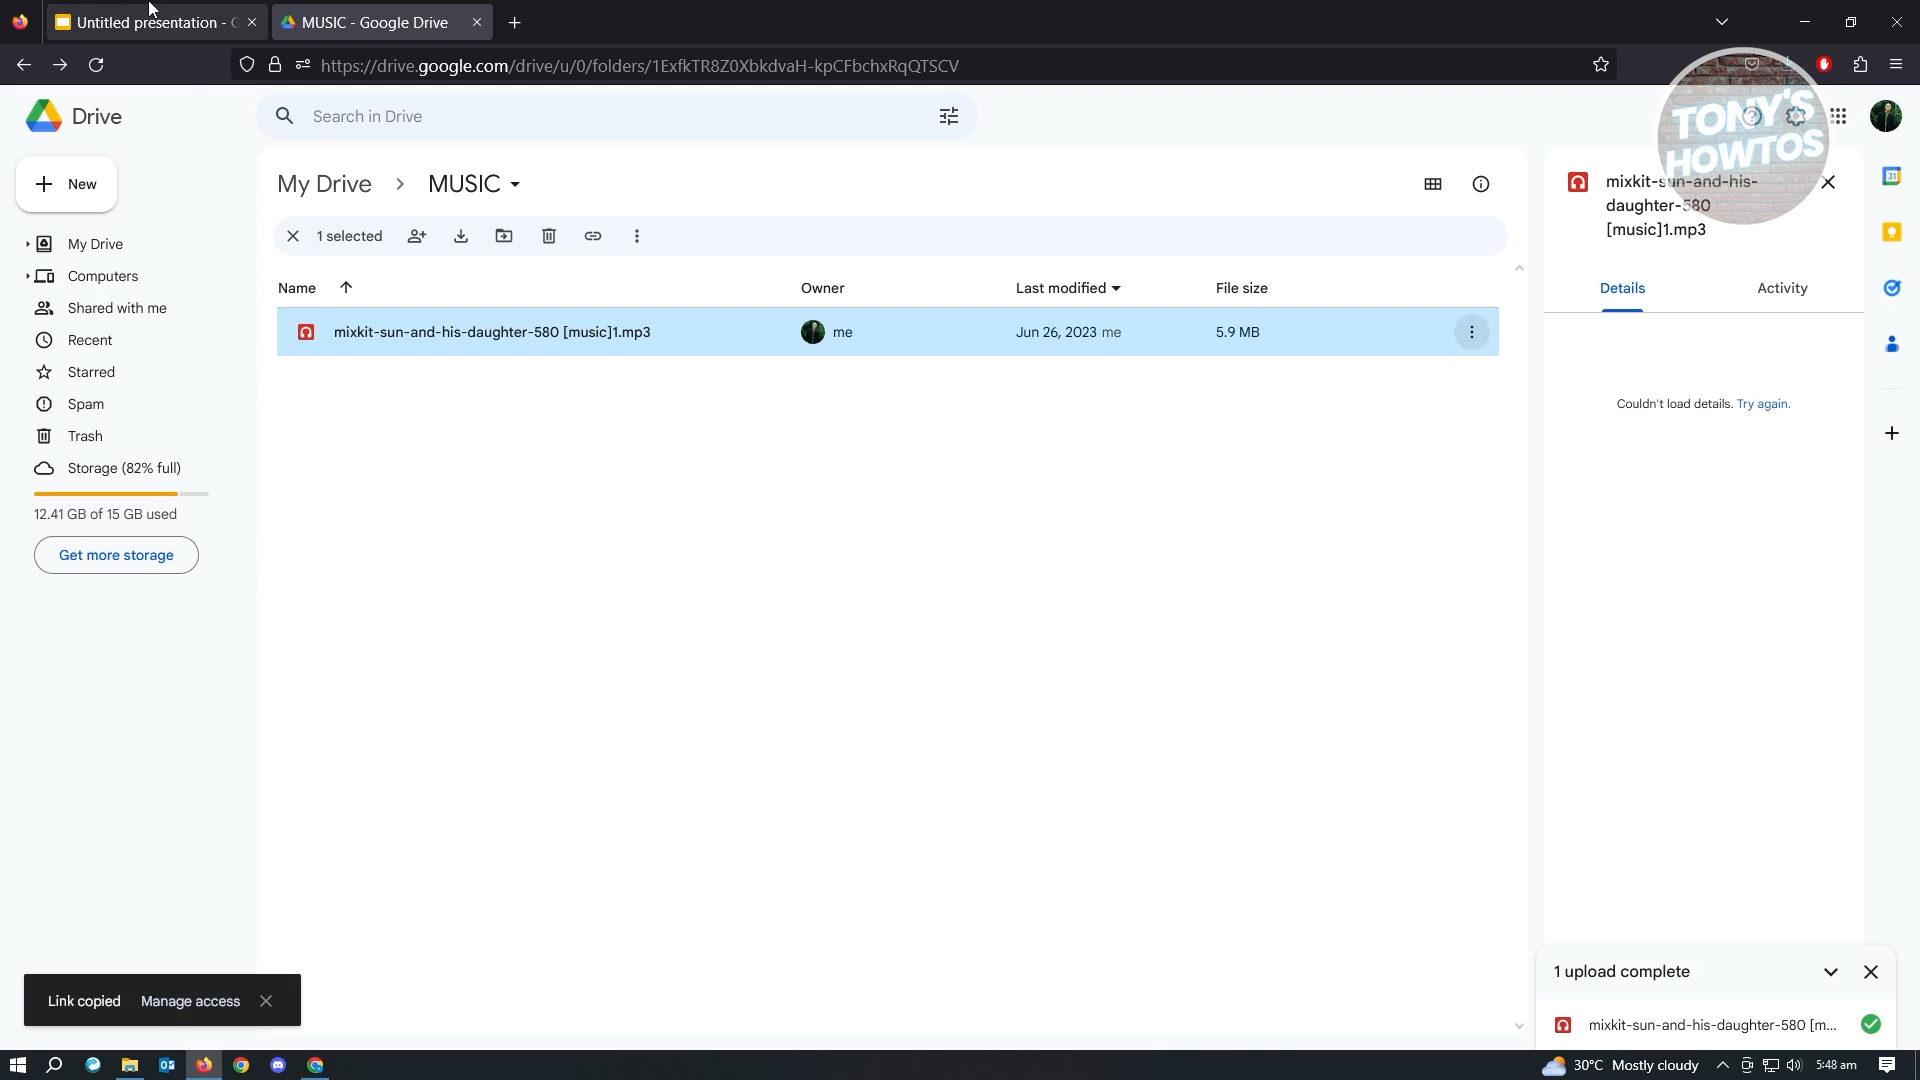 Untitled presentation - G
MUSIC - Google Drive
https://drive.google.com/drive/u/0/folders/1ExfkTR8Z0XbkdvaH-kpCFbchxRqQTSCV
TONY'S
HOWTOS
Drive
Search in Drive
New
My Drive
Computers
Shared with me
Recent
Starred
Spam
Trash
Storage (82% full)
12.41 GB of 15 GB used
Get more storage
My Drive > MUSIC
1 selected
Name Owner Last modified File size
mixkit-sun-and-his-daughter-580 [music]1.mp3 me Jun 26, 2023 me 5.9 MB
mixkit-sun-and-his-
daughter-580
[music]1.mp3
Details Activity
Couldn't load details. Try again.
31
Link copied Manage access
1 upload complete
mixkit-sun-and-his-daughter-580 [m...
30°C Mostly cloudy 5:48 am